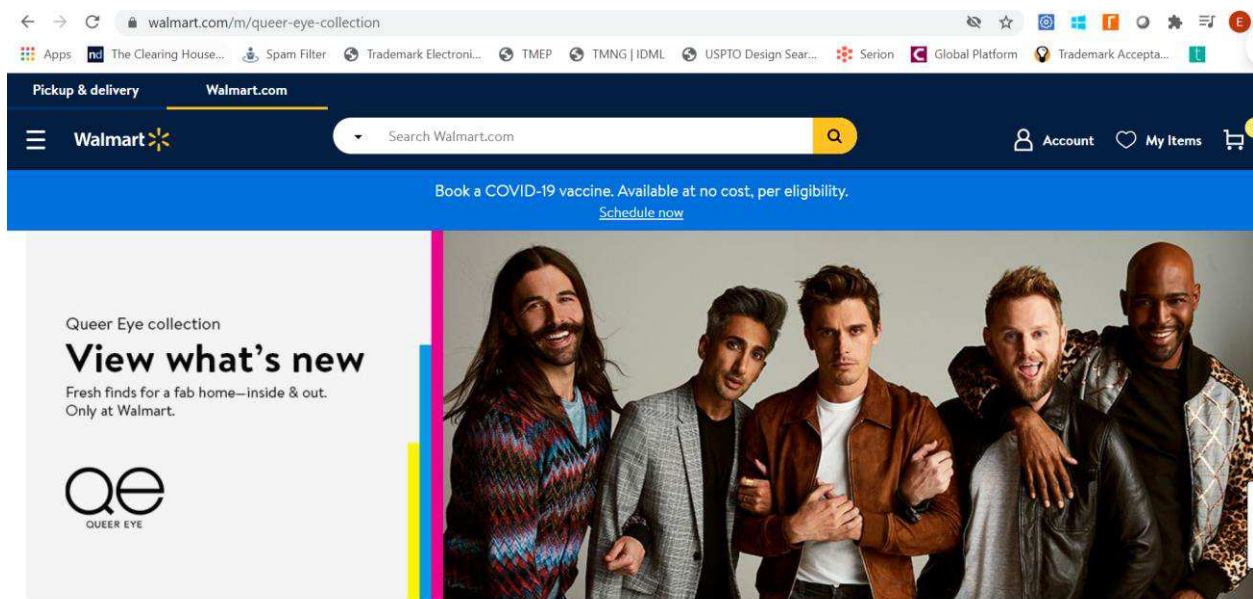 walmart.com/m/queer-eye-collection
E
Apps nd The Clearing House... Spam Filter Trademark Electroni... TMEP TMNG | IDML USPTO Design Sear... Serion Global Platform Trademark Accepta... t
Pickup & delivery Walmart.com
Walmart Search Walmart.com Account My Items
Book a COVID-19 vaccine. Available at no cost, per eligibility.
Schedule now
Queer Eye collection
View what's new
Fresh finds for a fab home—inside & out.
Only at Walmart.
QE
QUEER EYE